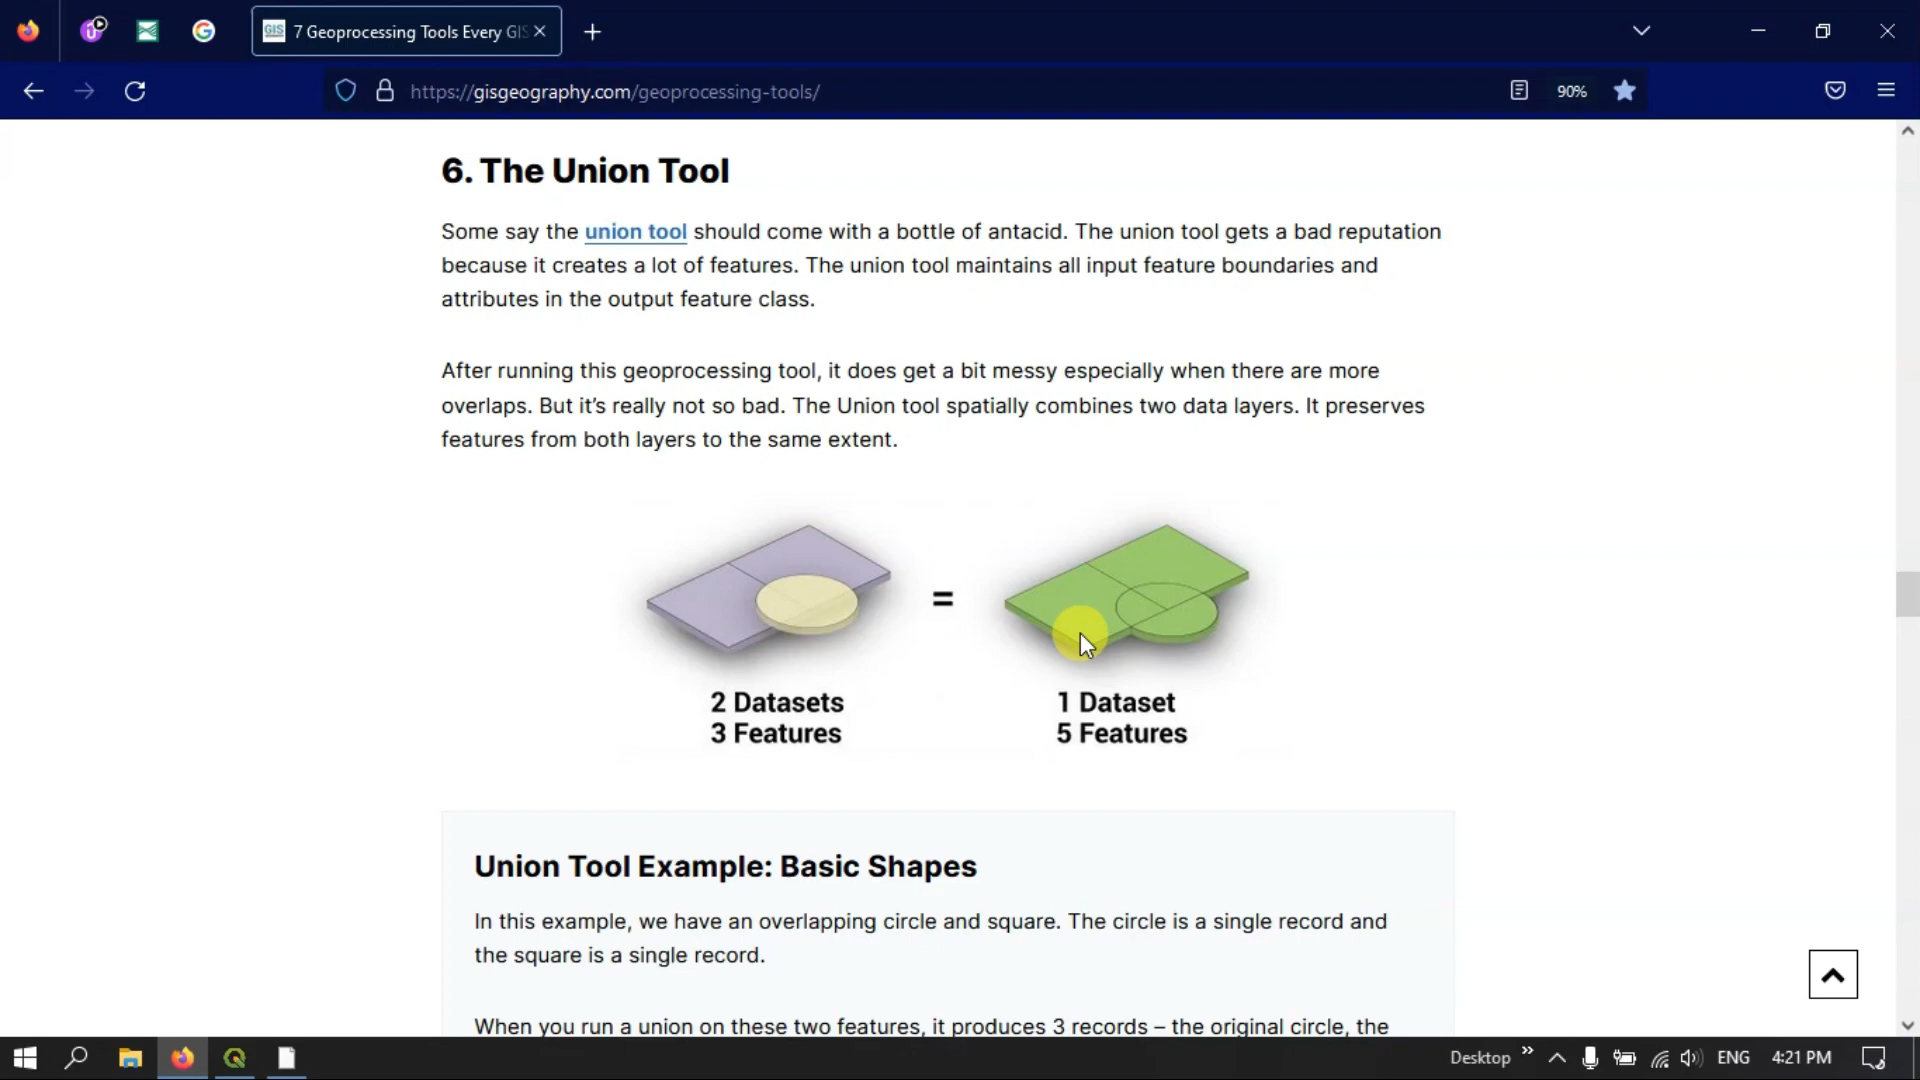 7 Geoprocessing Tools Every GIS
https://gisgeography.com/geoprocessing-tools/
90%
6. The Union Tool
Some say the union tool should come with a bottle of antacid. The union tool gets a bad reputation
because it creates a lot of features. The union tool maintains all input feature boundaries and
attributes in the output feature class.
After running this geoprocessing tool, it does get a bit messy especially when there are more
overlaps. But it's really not so bad. The Union tool spatially combines two data layers. It preserves
features from both layers to the same extent.
=
2 Datasets
3 Features
1 Dataset
5 Features
Union Tool Example: Basic Shapes
In this example, we have an overlapping circle and square. The circle is a single record and
the square is a single record.
When you run a union on these two features, it produces 3 records – the original circle, the
Desktop
ENG
4:21 PM